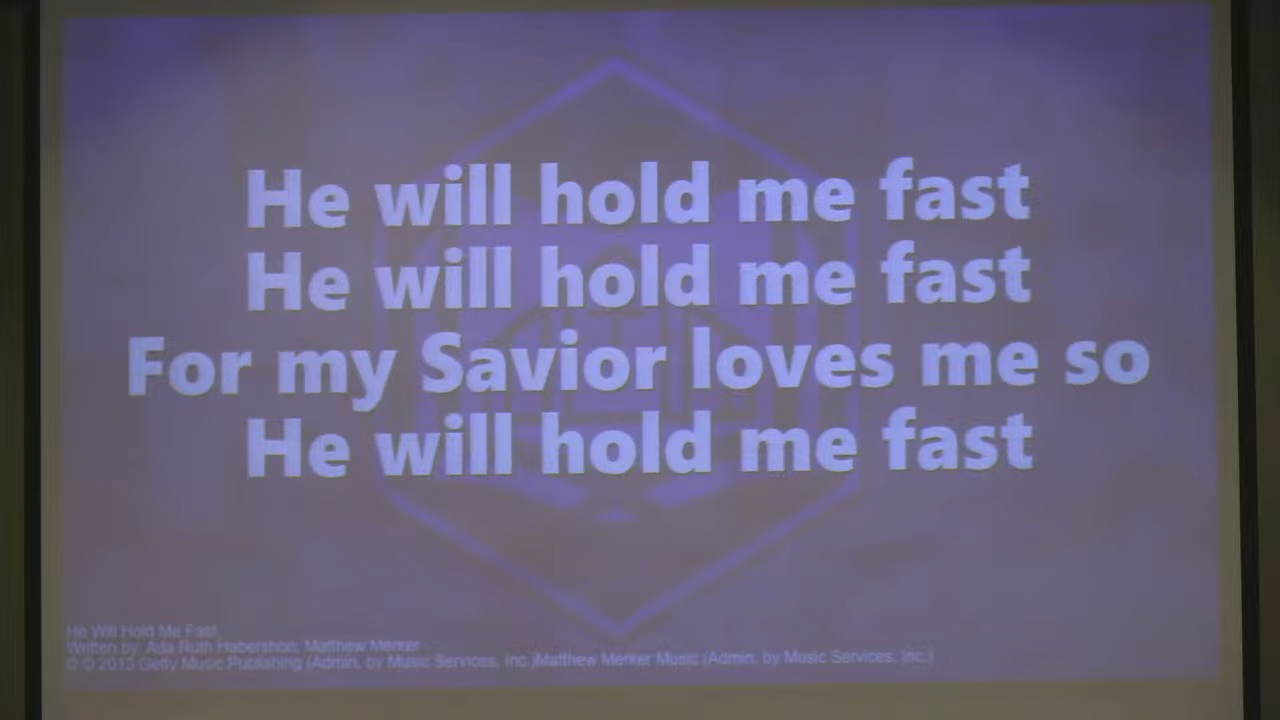 He will hold me fast
He will hold me fast
For my Savior loves me so
He will hold me fast
He Will Hold Me Fast
Written by: Ada Ruth Habershon, Matthew Merker
© © 2013 Getty Music Publishing (Admin. by Music Services, Inc.)Matthew Merker Music (Admin. by Music Services, Inc.)